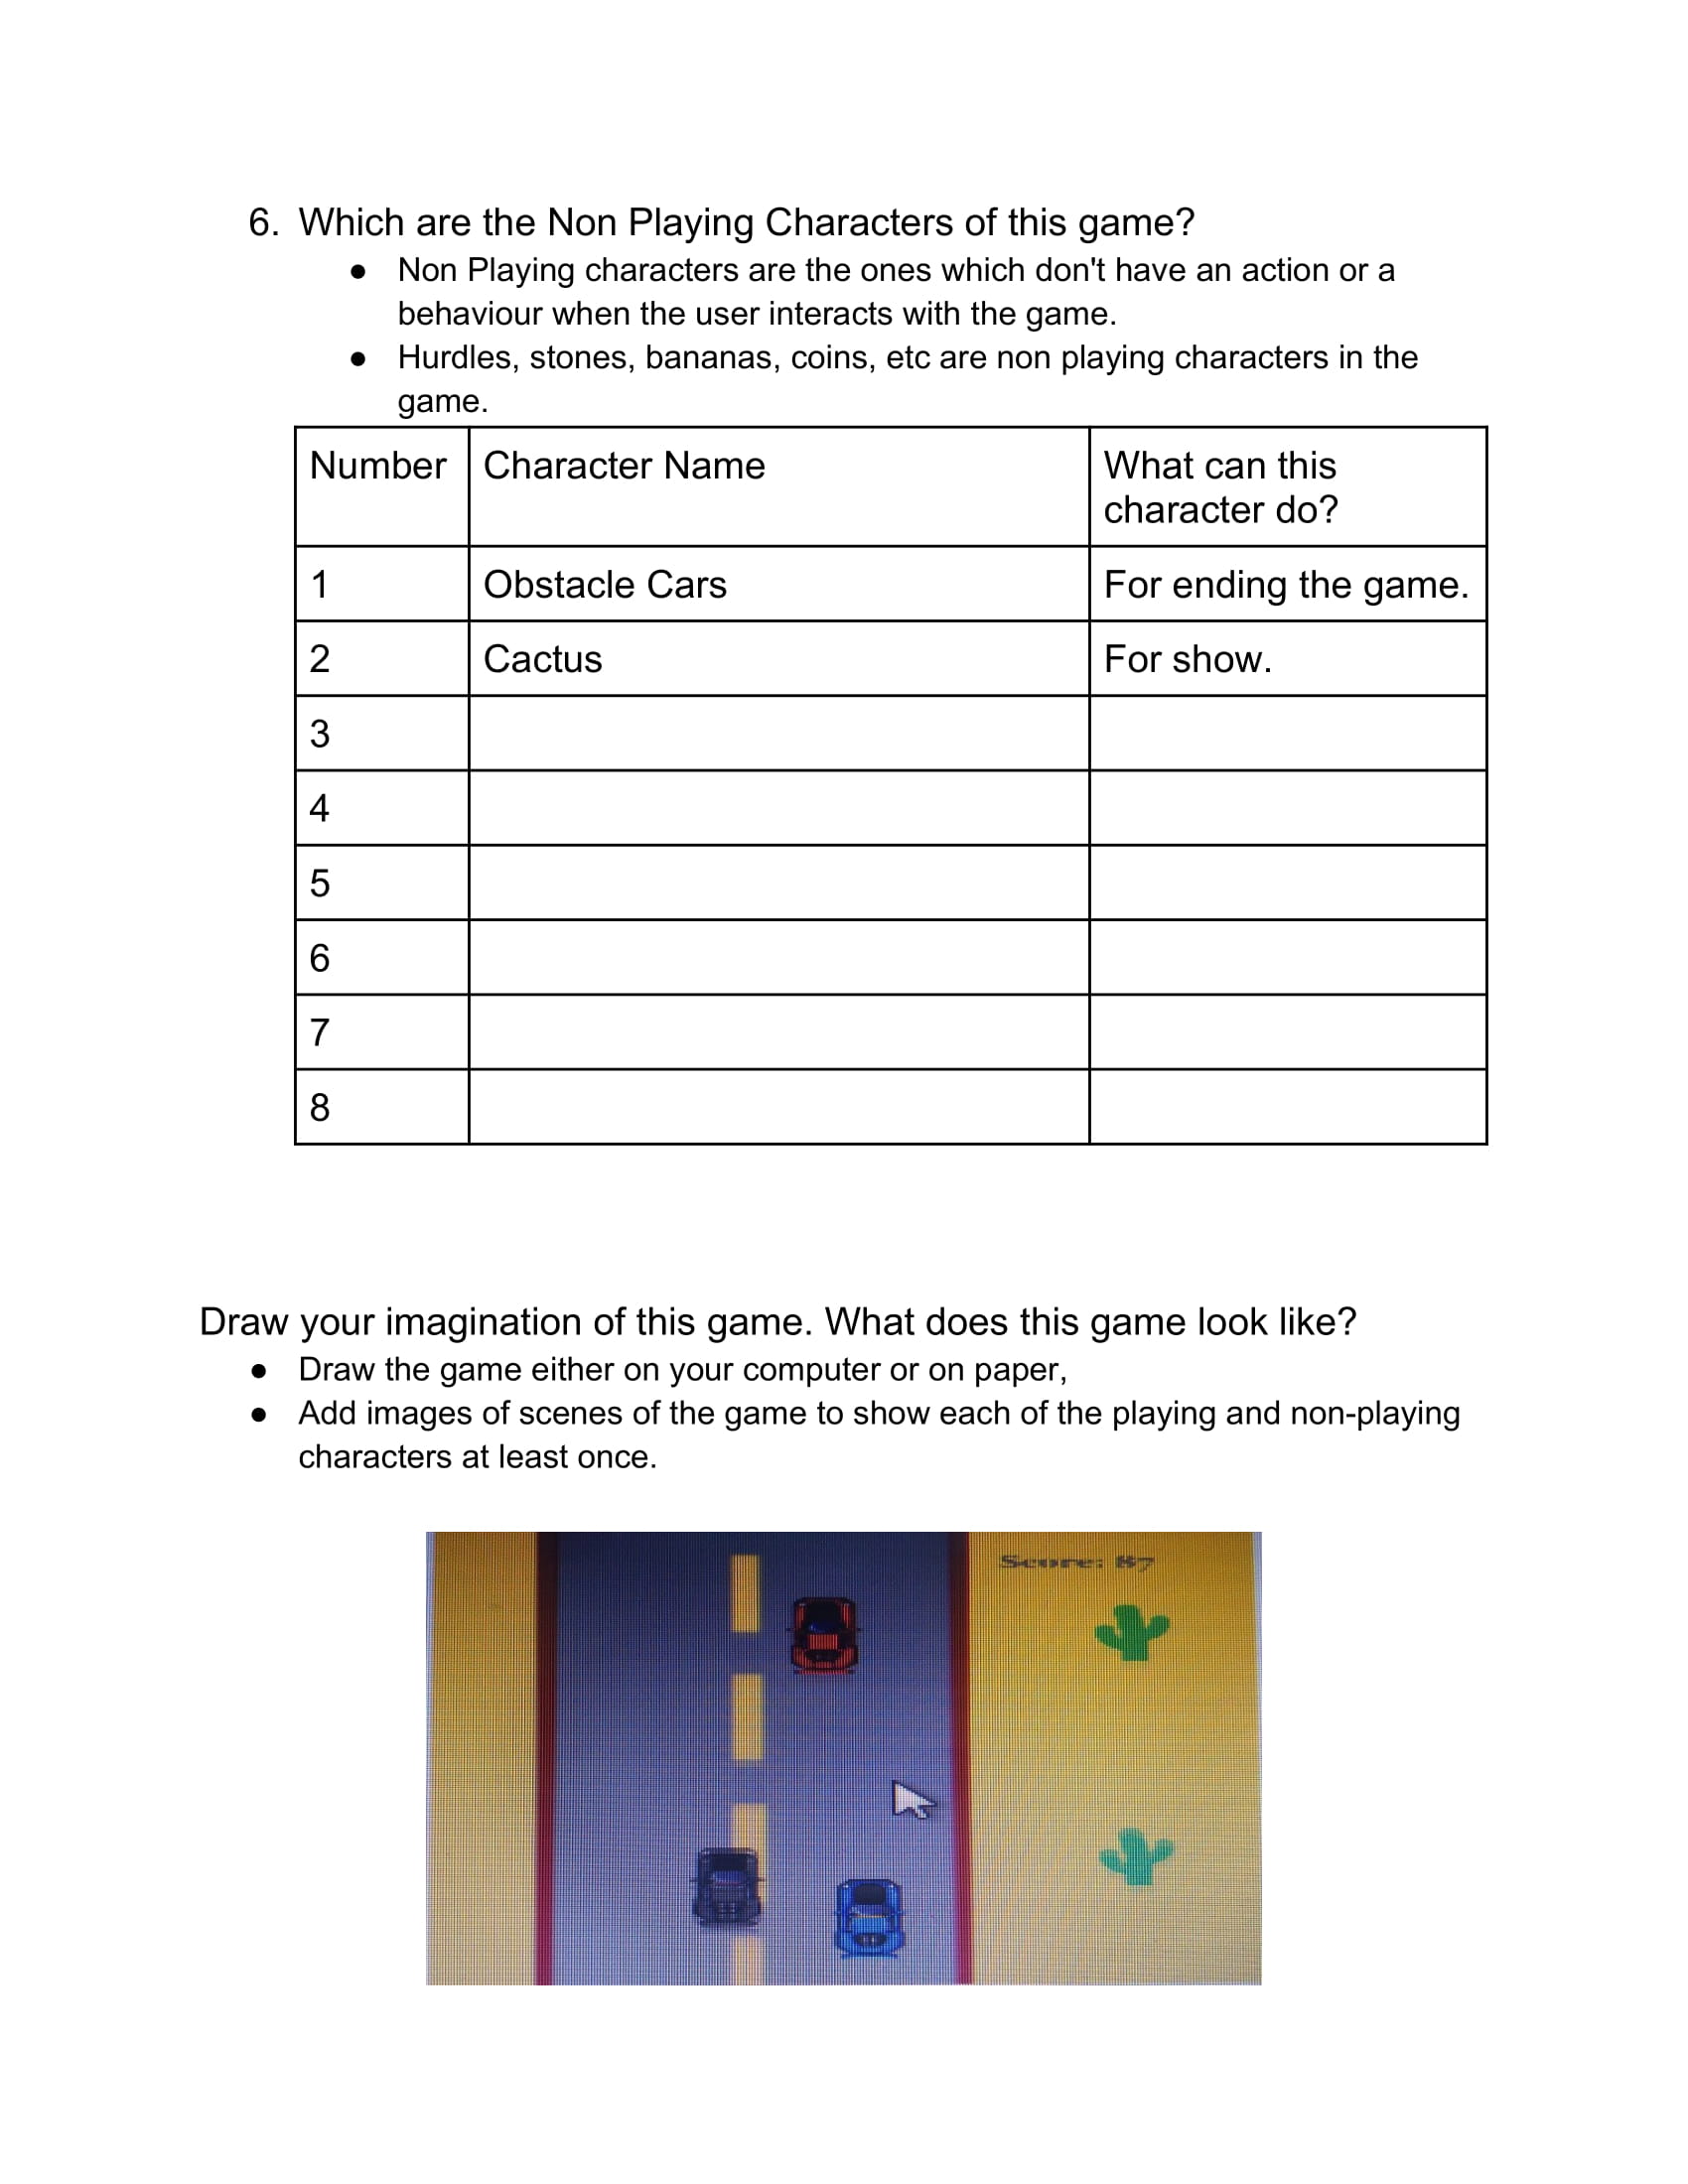 6. Which are the Non Playing Characters of this game?
● Non Playing characters are the ones which don't have an action or a
behaviour when the user interacts with the game.
● Hurdles, stones, bananas, coins, etc are non playing characters in the
game.
Number Character Name What can this
character do?
1 Obstacle Cars For ending the game.
2 Cactus For show.
3
4
5
6
7
8
Draw your imagination of this game. What does this game look like?
● Draw the game either on your computer or on paper,
● Add images of scenes of the game to show each of the playing and non-playing
characters at least once.
Score: 87